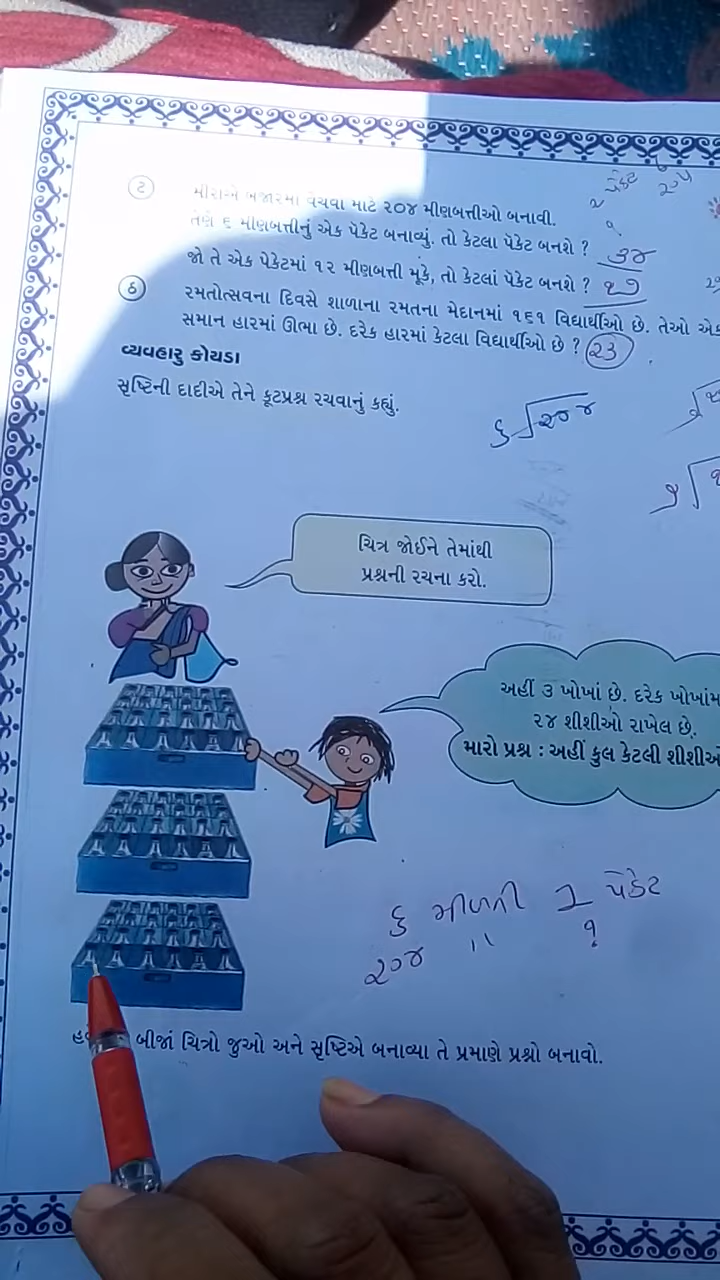 ૮ મીરાએ બજારમાં વેચવા માટે ૨૦૪ મીણબત્તીઓ બનાવી.
તેણે ૬ મીણબત્તીનું એક પૅકેટ બનાવ્યું. તો કેટલા પૅકેટ બનશે ? ૩૪
જો તે એક પેકેટમાં ૧૨ મીણબત્તી મૂકે, તો કેટલાં પૅકેટ બનશે ? ૧૭
૯ રમતોત્સવના દિવસે શાળાના રમતના મેદાનમાં ૧૬૧ વિદ્યાર્થીઓ છે. તેઓ એક
સમાન હારમાં ઊભા છે. દરેક હારમાં કેટલા વિદ્યાર્થીઓ છે ? 23
વ્યવહારુ કોયડા
સૃષ્ટિની દાદીએ તેને કૂટપ્રશ્ન રચવાનું કહ્યું.
૬ ૨૦૪
ચિત્ર જોઈને તેમાંથી
પ્રશ્નની રચના કરો.
અહીં ૩ ખોખાં છે. દરેક ખોખાંમ
૨૪ શીશીઓ રાખેલ છે.
મારો પ્રશ્ન : અહીં કુલ કેટલી શીશીઓ
૬ મીણબત્તી 1 પેકેટ
૨૦૪ " ?
બીજાં ચિત્રો જુઓ અને સૃષ્ટિએ બનાવ્યા તે પ્રમાણે પ્રશ્નો બનાવો.